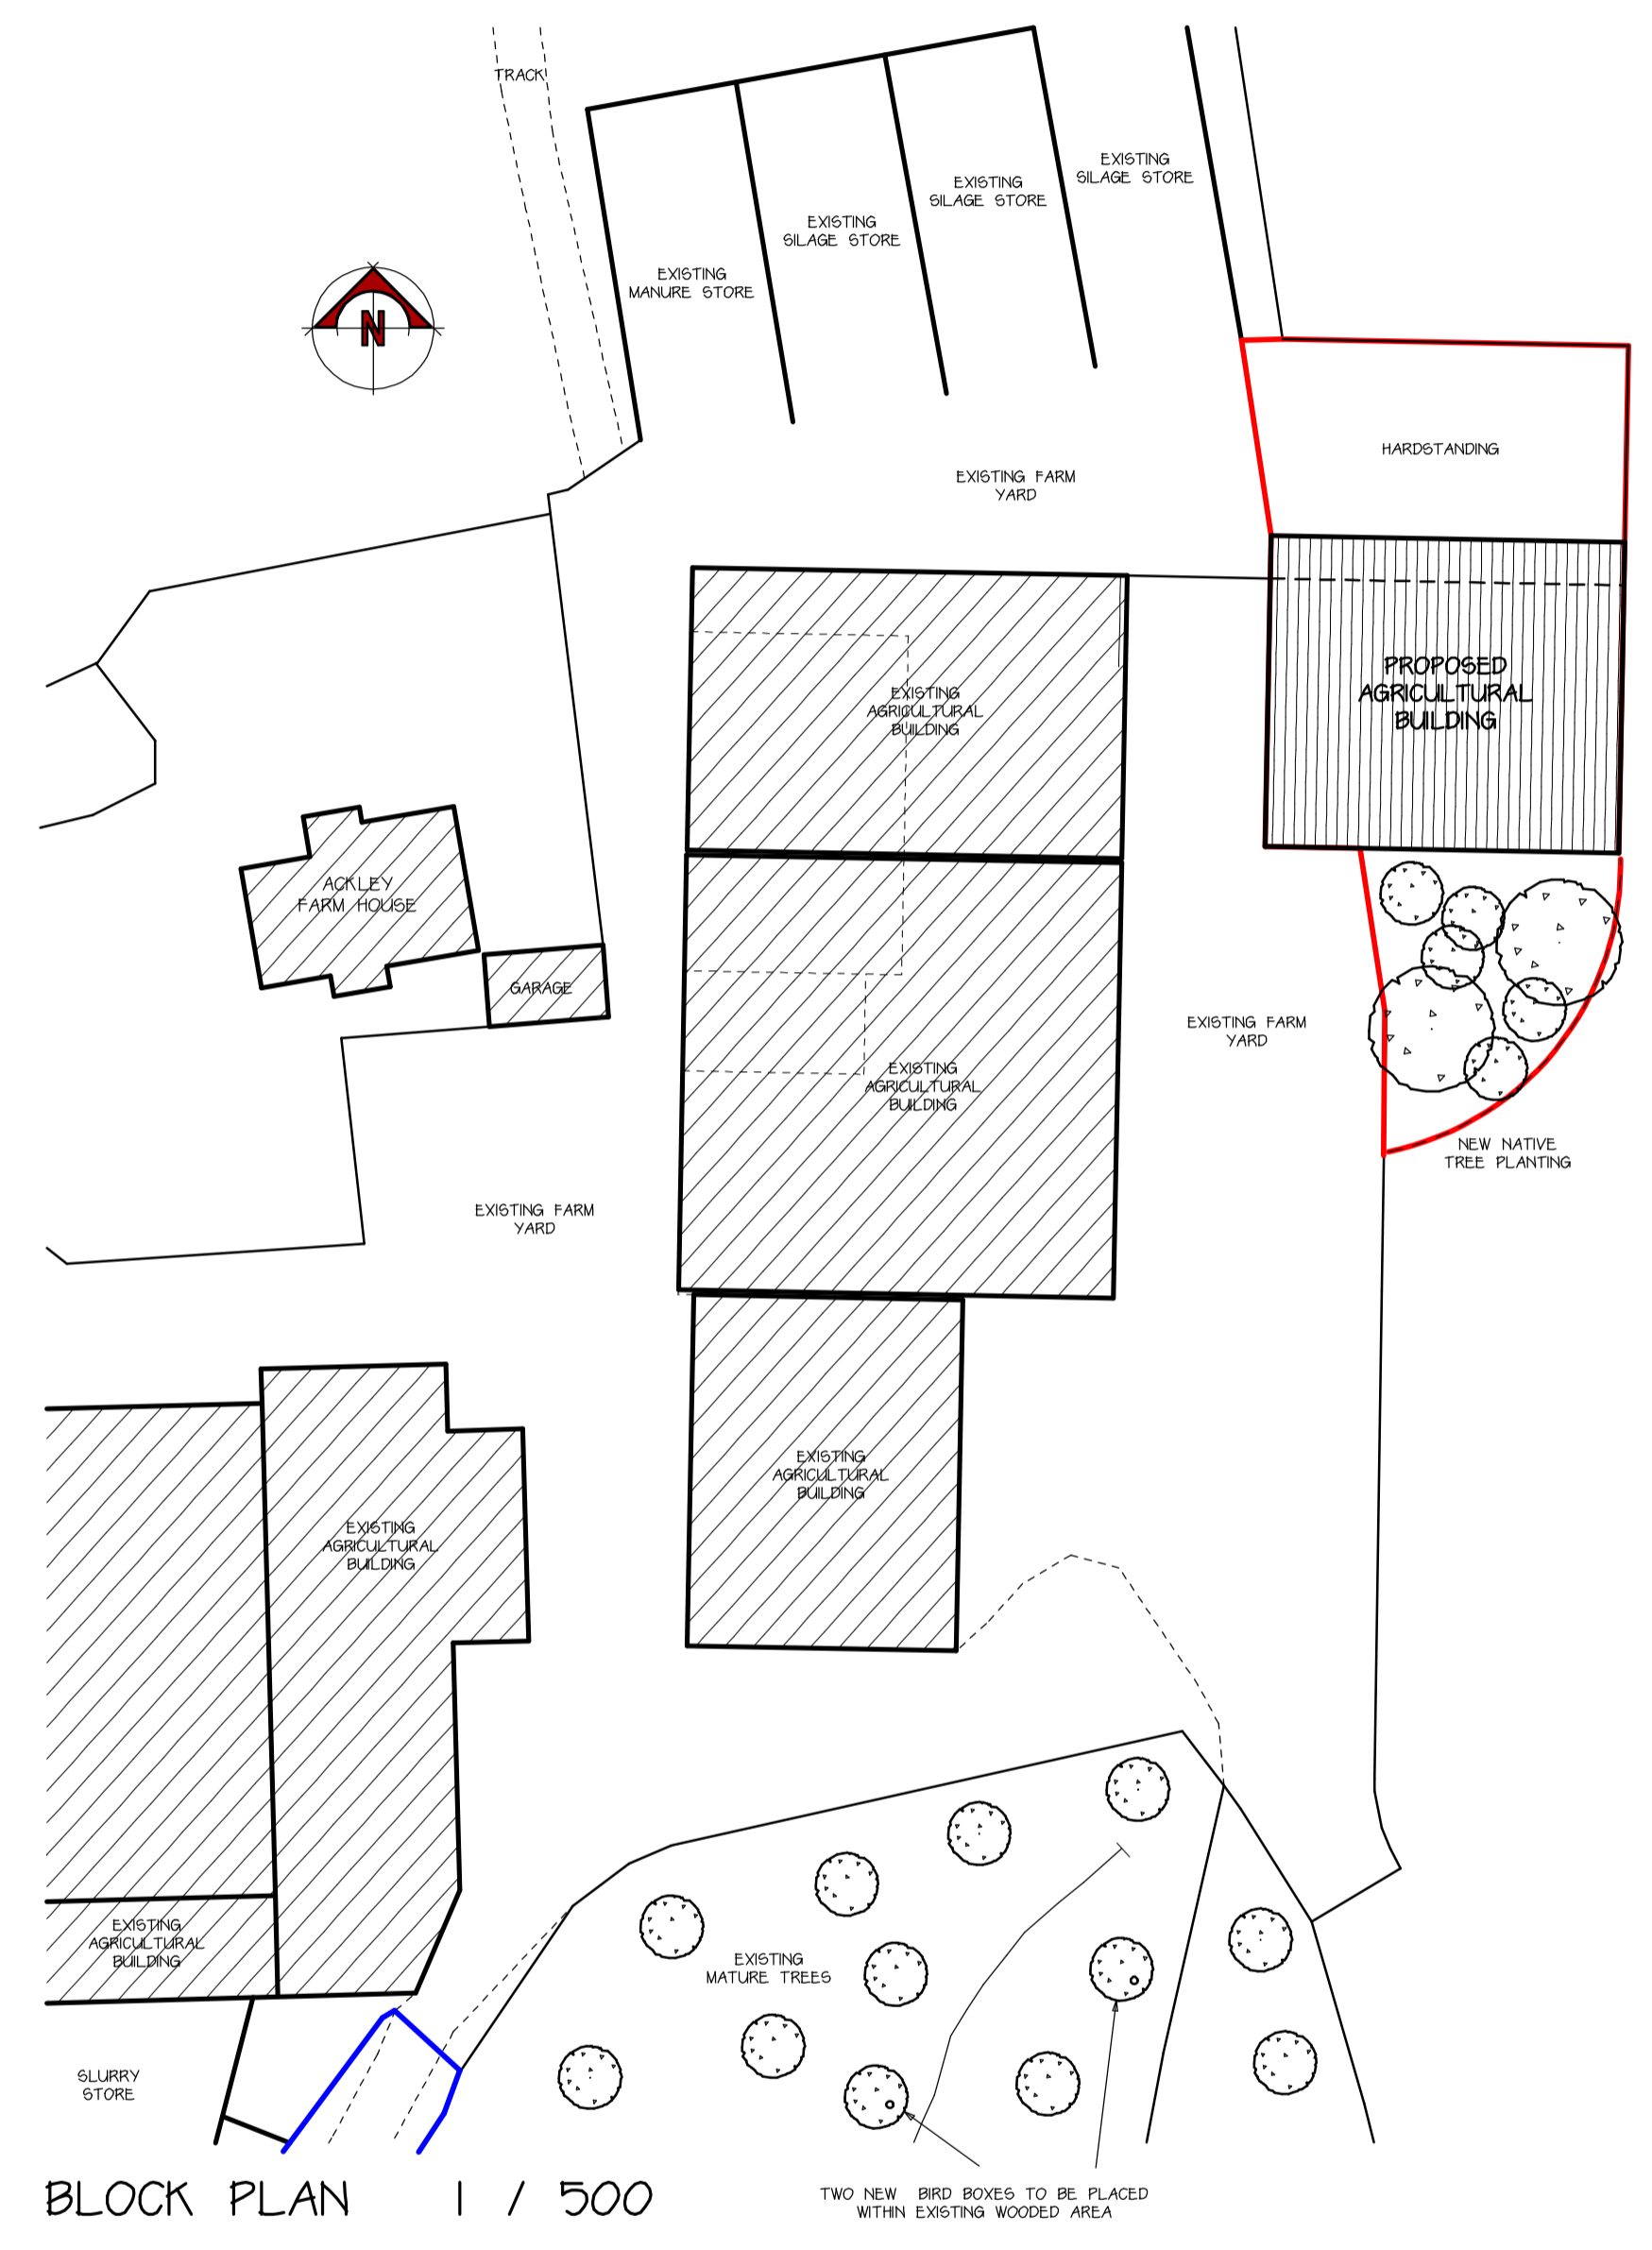 TRACK
EXISTING
SILAGE STORE
EXISTING
SILAGE STORE
EXISTING
SILAGE STORE
EXISTING
MANURE STORE
N
HARDSTANDING
EXISTING FARM
YARD
PROPOSED
AGRICULTURAL
BUILDING
EXISTING
AGRICULTURAL
BUILDING
ACKLEY
FARM HOUSE
GARAGE
EXISTING FARM
YARD
EXISTING
AGRICULTURAL
BUILDING
NEW NATIVE
TREE PLANTING
EXISTING FARM
YARD
EXISTING
AGRICULTURAL
BUILDING
EXISTING
AGRICULTURAL
BUILDING
EXISTING
AGRICULTURAL
BUILDING
EXISTING
MATURE TREES
SLURRY
STORE
BLOCK PLAN 1 / 500
TWO NEW BIRD BOXES TO BE PLACED
WITHIN EXISTING WOODED AREA